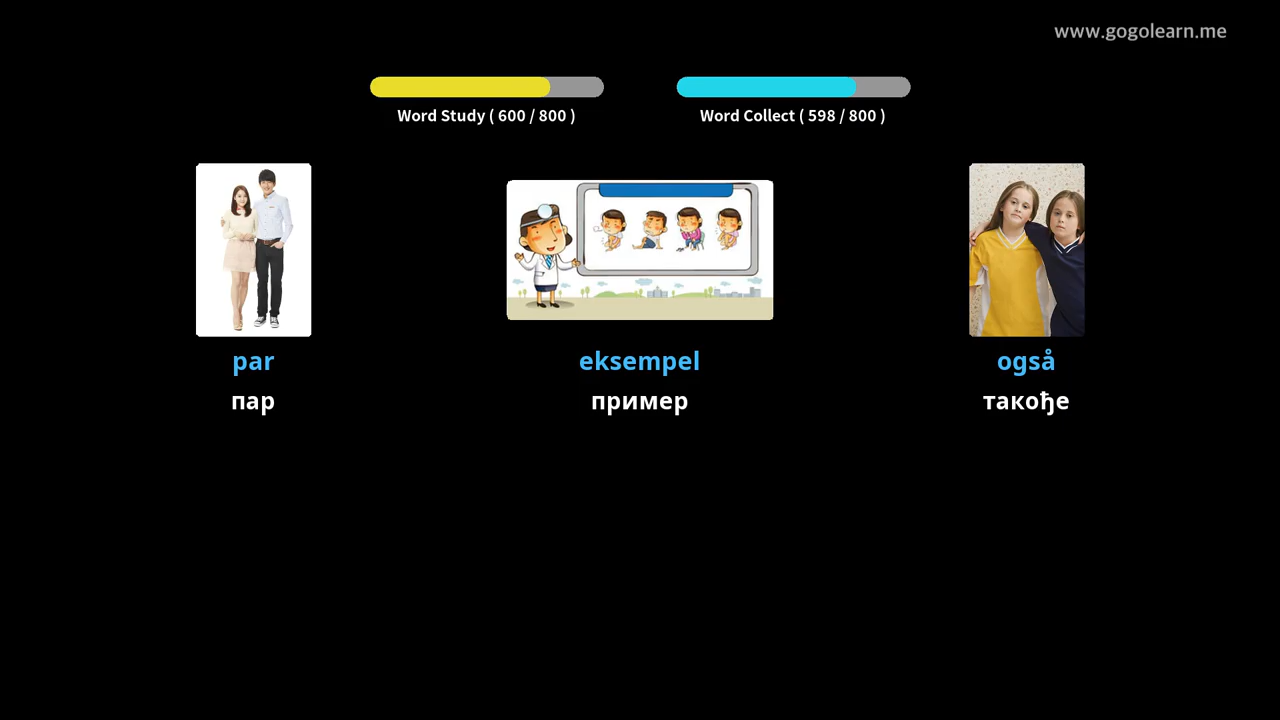 www.gogolearn.me
Word Study ( 600 / 800 )
Word Collect ( 598 / 800 )
par
eksempel
også
пар
пример
такође